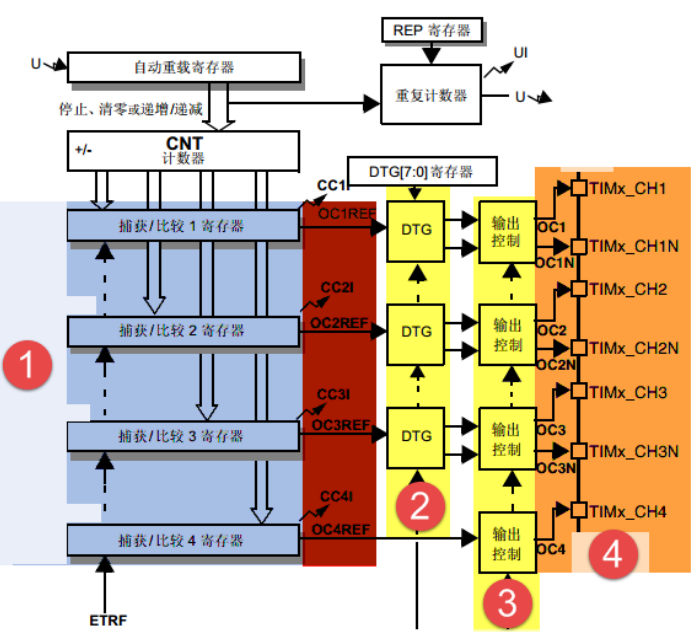 REP 寄存器
U
自动重载寄存器
UI
重复计数器
U
停止、清零或递增/递减
+/-
CNT
计数器
DTG[7:0]寄存器
CC1I
TIMx_CH1
捕获/比较 1 寄存器
OC1REF
DTG
输出
控制
OC1
TIMx_CH1N
OC1N
CC2I
TIMx_CH2
捕获/比较 2 寄存器
OC2REF
DTG
输出
控制
OC2
TIMx_CH2N
OC2N
1
CC3I
TIMx_CH3
捕获/比较 3 寄存器
OC3REF
DTG
输出
控制
OC3
TIMx_CH3N
OC3N
CC4I
2
TIMx_CH4
捕获/比较 4 寄存器
OC4REF
输出
控制
OC4
4
3
ETRF